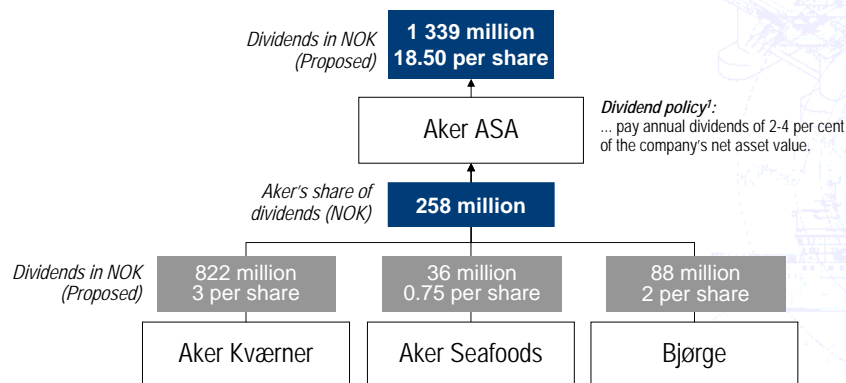 Dividends in NOK
(Proposed)
1 339 million
18.50 per share
Aker ASA
Dividend policy¹:
... pay annual dividends of 2-4 per cent
of the company's net asset value.
Aker's share of
dividends (NOK)
258 million
Dividends in NOK
(Proposed)
822 million
3 per share
36 million
0.75 per share
88 million
2 per share
Aker Kværner
Aker Seafoods
Bjørge